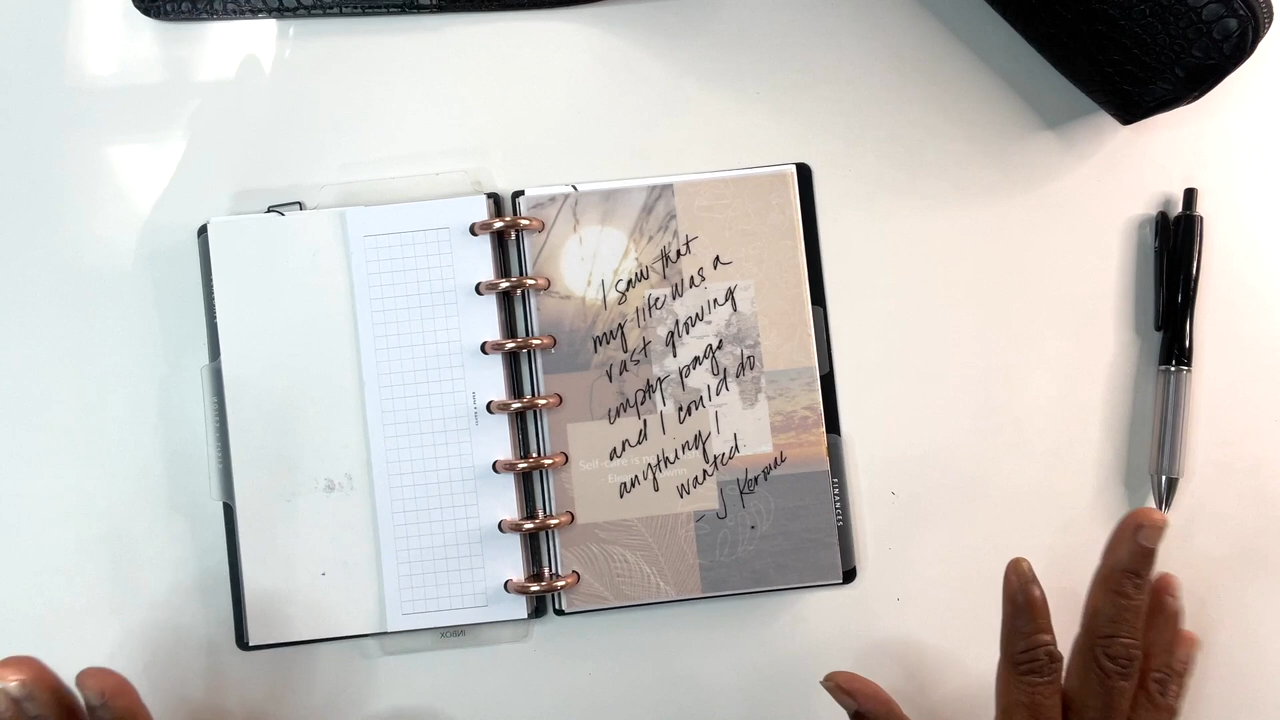 I saw that
my life was a
vast glowing
empty page
and I could do
anything I
wanted.
- J Kerouac
Self-care is
FINANCES
INBOX